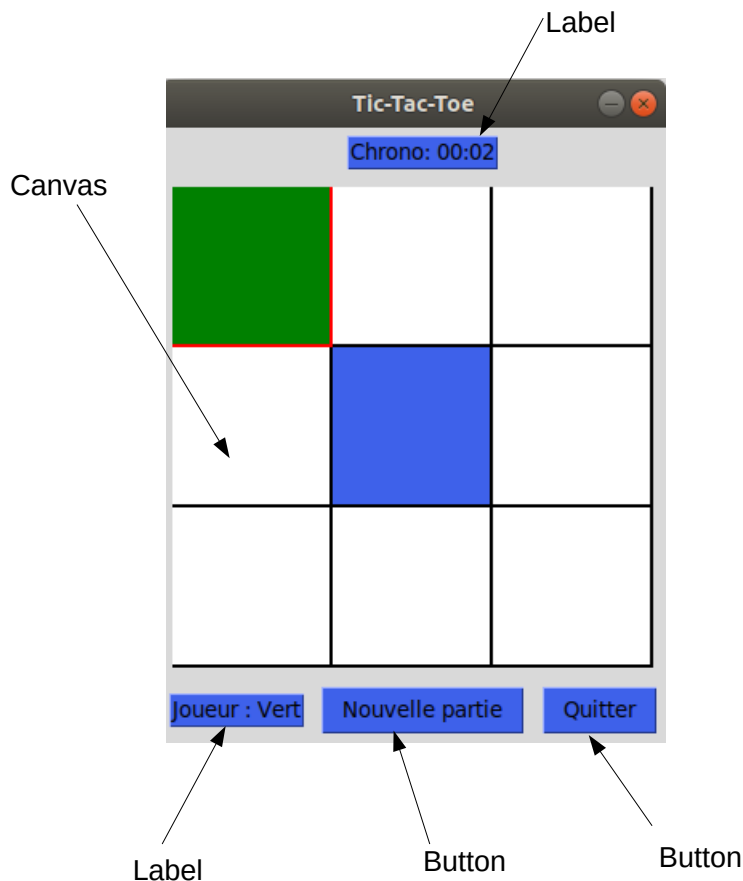 Label
Tic-Tac-Toe
Chrono: 00:02
Canvas
Joueur : Vert
Nouvelle partie
Quitter
Label
Button
Button